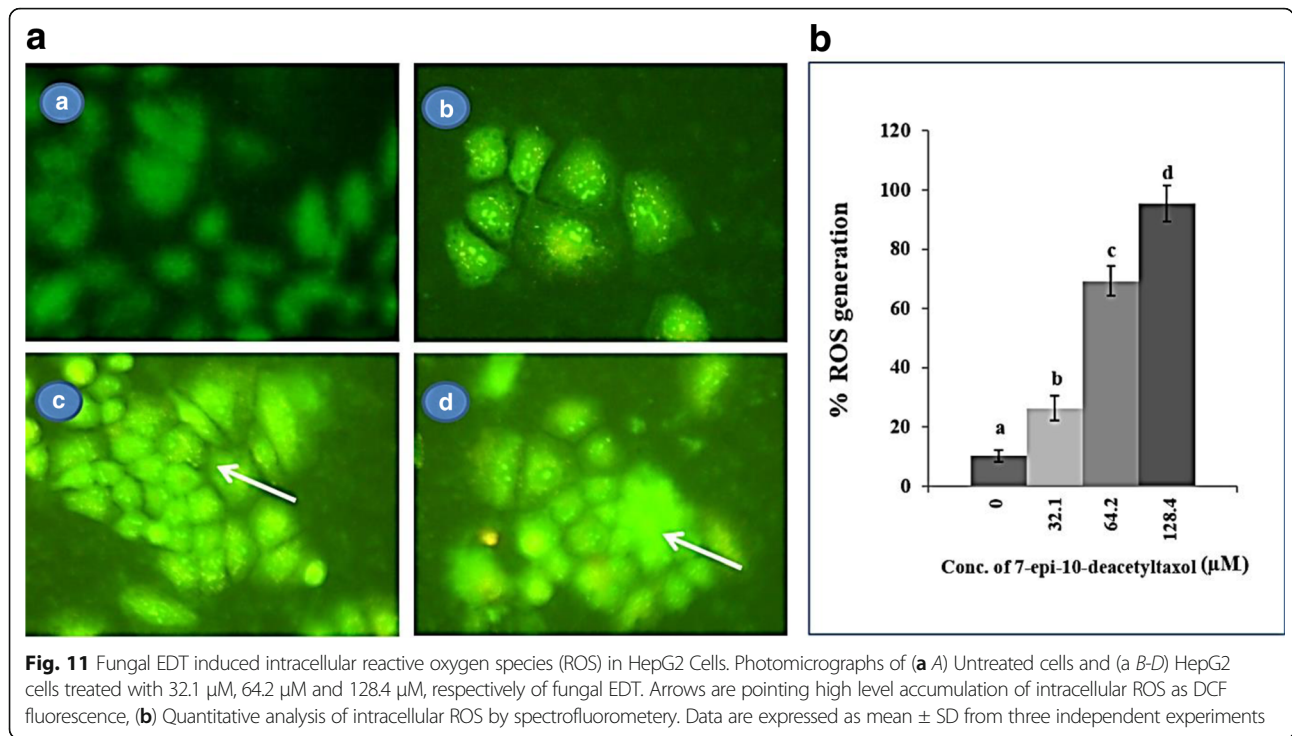 a
b
a
b
c
d
120
100
80
60
40
20
0
% ROS generation
a
b
c
d
0
32.1
64.2
128.4
Conc. of 7-epi-10-deacetyltaxol (µM)
Fig. 11 Fungal EDT induced intracellular reactive oxygen species (ROS) in HepG2 Cells. Photomicrographs of (a A) Untreated cells and (a B-D) HepG2
cells treated with 32.1 µM, 64.2 µM and 128.4 µM, respectively of fungal EDT. Arrows are pointing high level accumulation of intracellular ROS as DCF
fluorescence, (b) Quantitative analysis of intracellular ROS by spectrofluorometery. Data are expressed as mean ± SD from three independent experiments